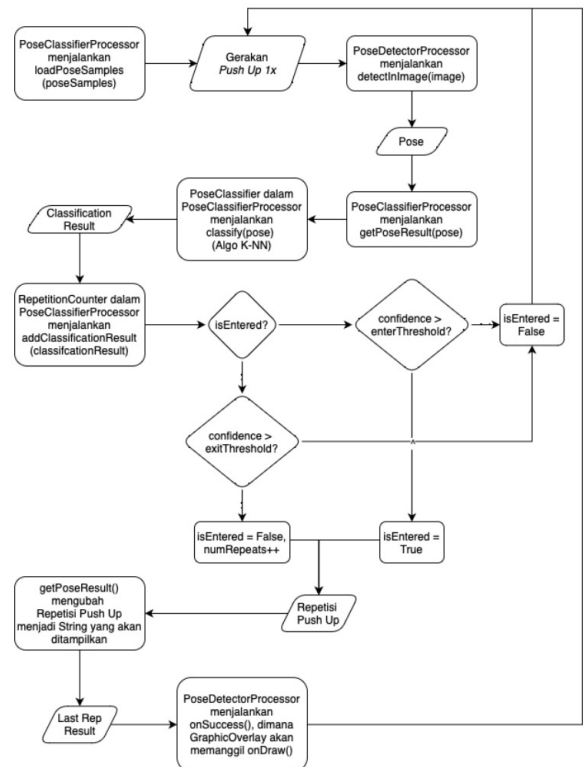 PoseClassifierProcessor
menjalankan
loadPoseSamples
(poseSamples)
Gerakan
Push Up 1x
PoseDetectorProcessor
menjalankan
detectInImage(image)
Pose
PoseClassifierProcessor
menjalankan
getPoseResult(pose)
PoseClassifier dalam
PoseClassifierProcessor
menjalankan
classify(pose)
(Algo K-NN)
Classification
Result
RepetitionCounter dalam
PoseClassifierProcessor
menjalankan
addClassificationResult
(classifcationResult)
isEntered?
confidence >
enterThreshold?
isEntered =
False
confidence >
exitThreshold?
isEntered = False,
numRepeats++
isEntered =
True
Repetisi
Push Up
getPoseResult()
mengubah
Repetisi Push Up
menjadi String yang akan
ditampilkan
Last Rep
Result
PoseDetectorProcessor
menjalankan
onSuccess(), dimana
GraphicOverlay akan
memanggil onDraw()